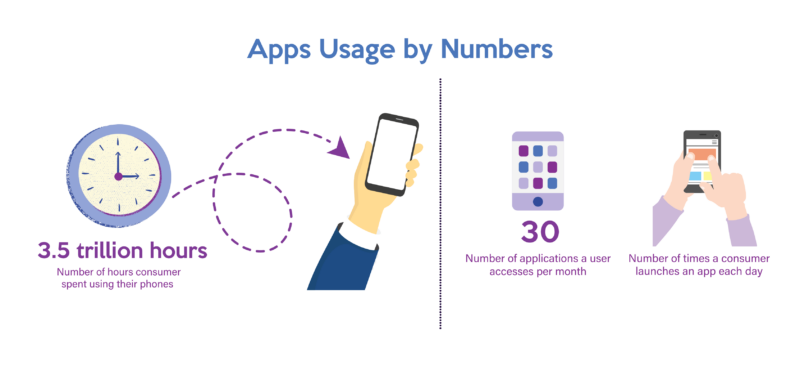 Apps Usage by Numbers
3.5 trillion hours
Number of hours consumer
spent using their phones
30
Number of applications a user
accesses per month
Number of times a consumer
launches an app each day